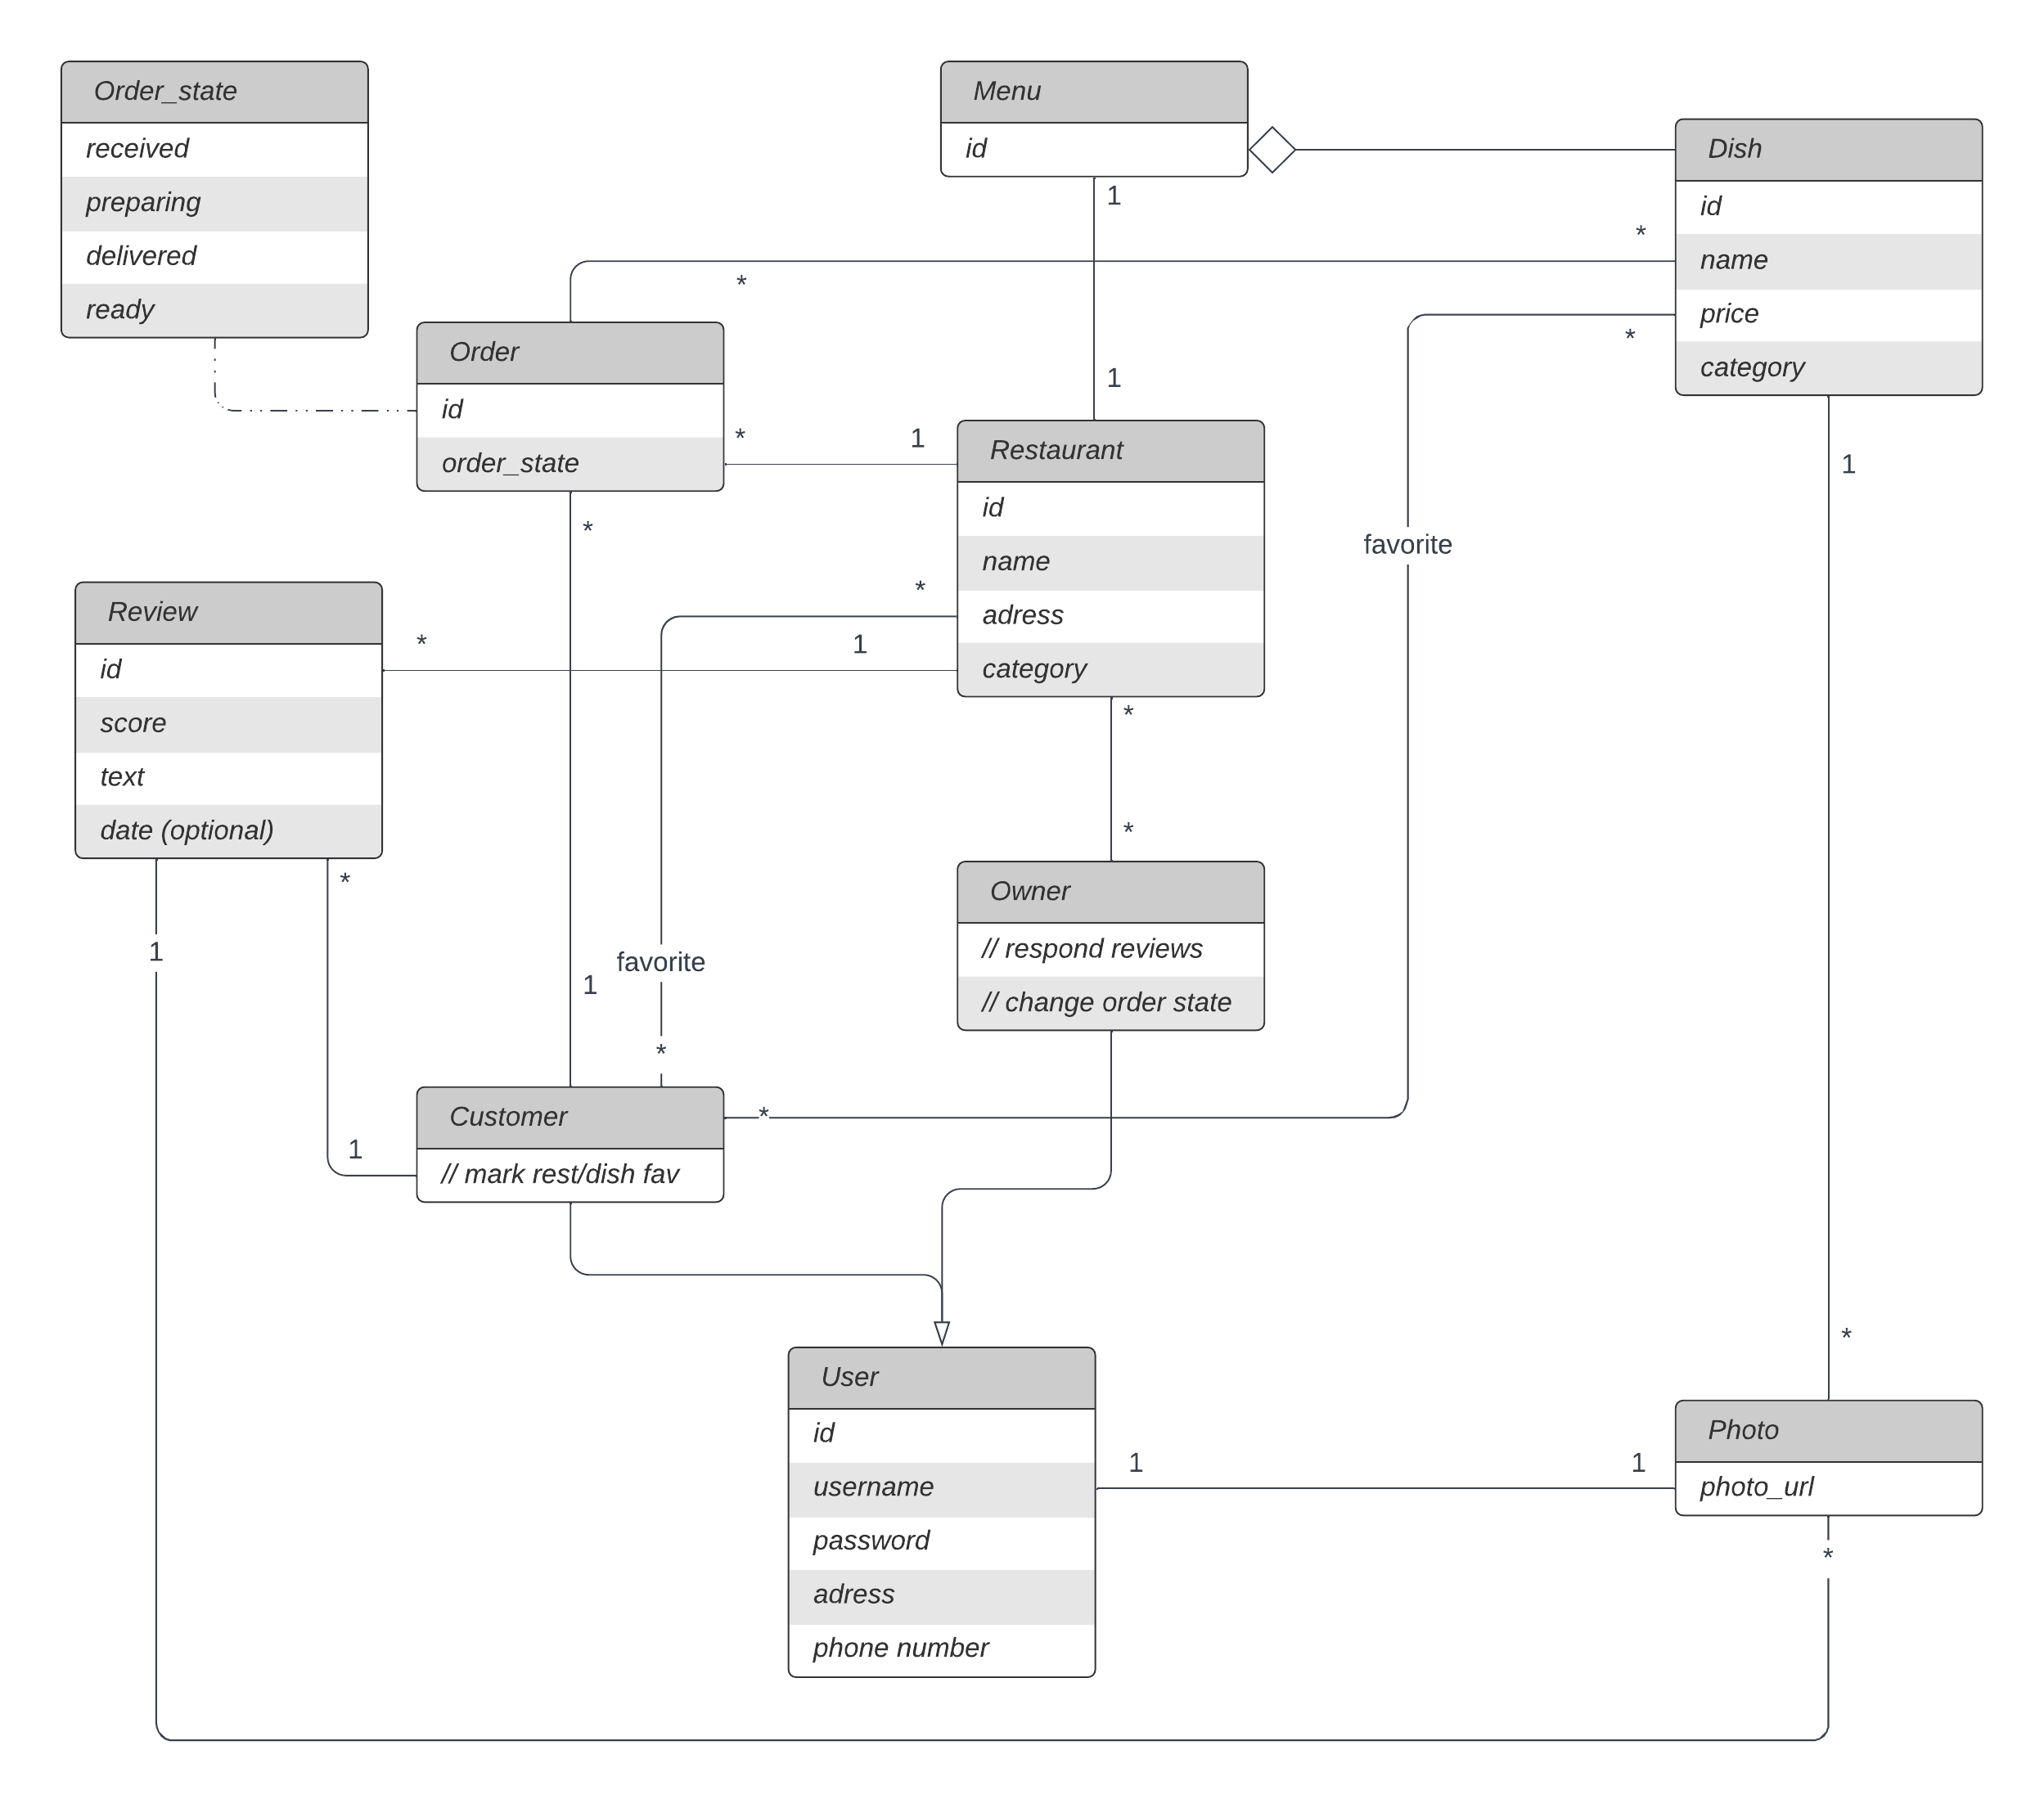 Order_state
received
preparing
delivered
ready
Menu
id
1
Dish
id
name
price
category
*
*
*
1
Order
id
order_state
*
1
1
Restaurant
id
name
adress
category
*
favorite
1
*
Review
id
score
text
date (optional)
*
1
*
*
*
1
Owner
// respond reviews
// change order state
1
favorite
*
1
Customer
// mark rest/dish fav
*
User
id
username
password
adress
phone number
1
1
*
Photo
photo_url
*